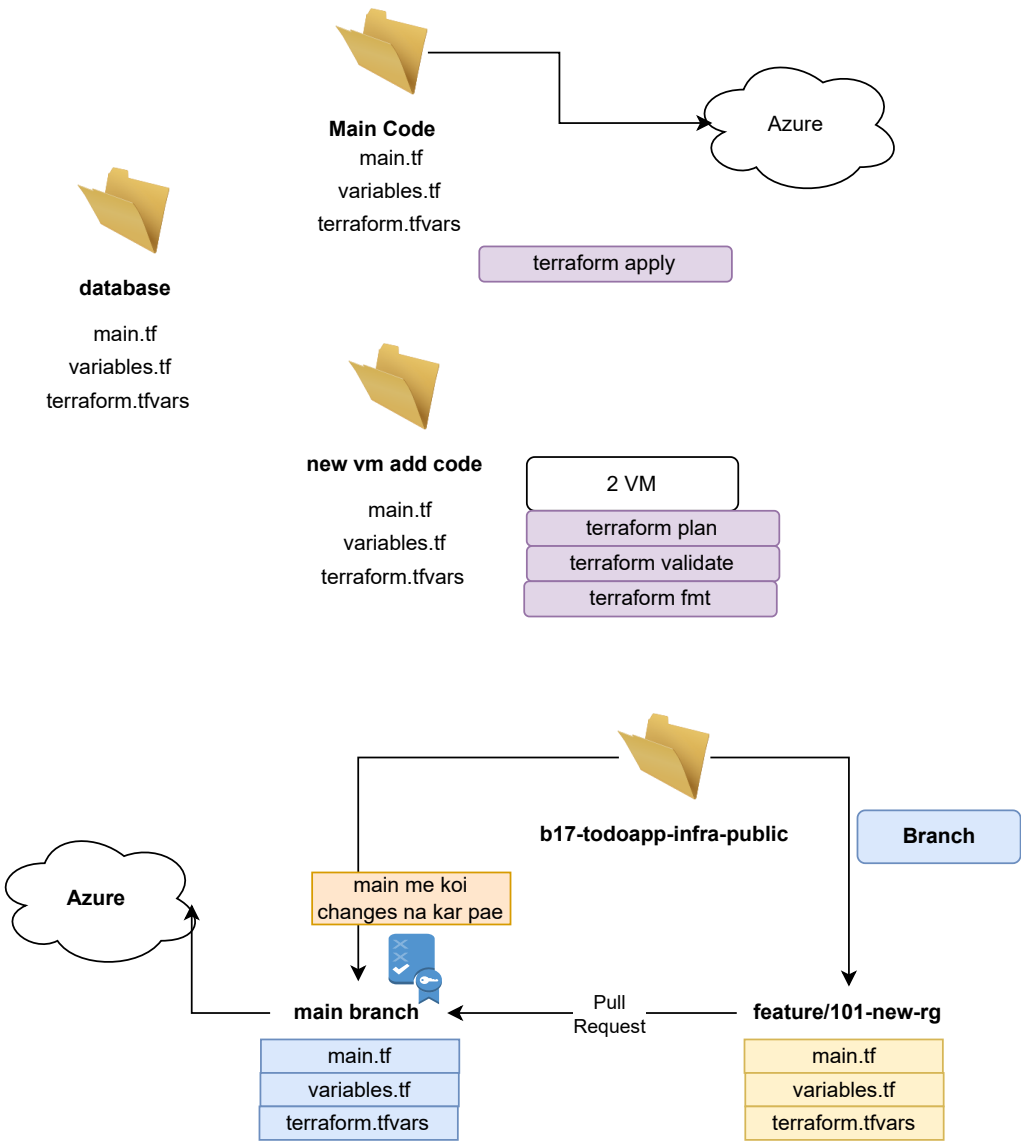 Main Code
main.tf
variables.tf
terraform.tfvars
Azure
terraform apply
database
main.tf
variables.tf
terraform.tfvars
new vm add code
main.tf
variables.tf
terraform.tfvars
2 VM
terraform plan
terraform validate
terraform fmt
b17-todoapp-infra-public
Branch
Azure
main me koi
changes na kar pae
main branch
Pull
Request
feature/101-new-rg
main.tf
variables.tf
terraform.tfvars
main.tf
variables.tf
terraform.tfvars